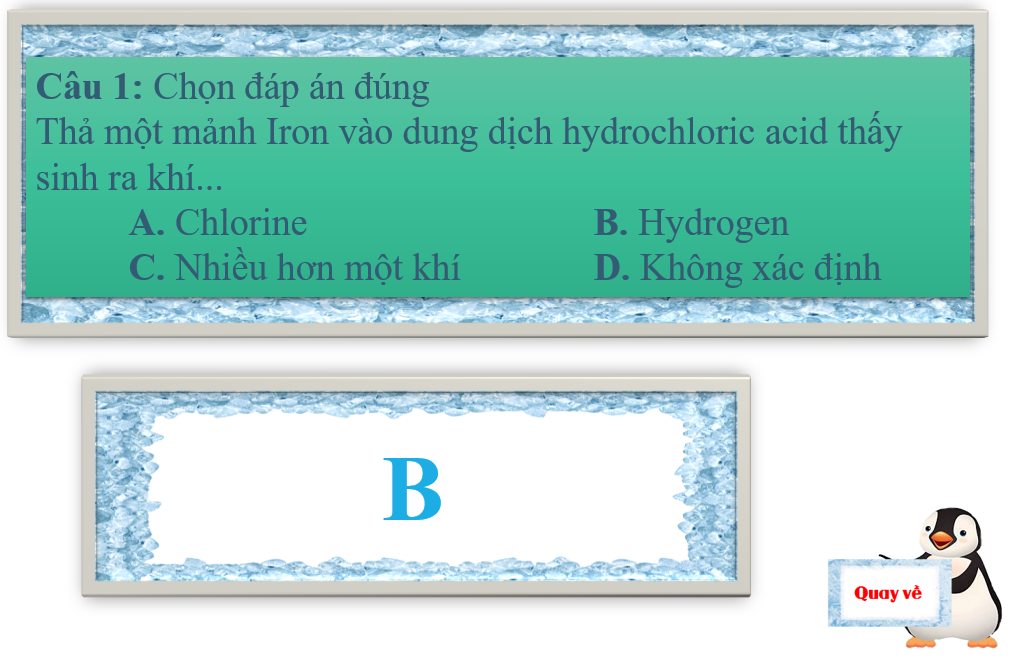 Câu 1: Chọn đáp án đúng
Thả một mảnh Iron vào dung dịch hydrochloric acid thấy
sinh ra khí...
A. Chlorine B. Hydrogen
C. Nhiều hơn một khí D. Không xác định
B
Quay về